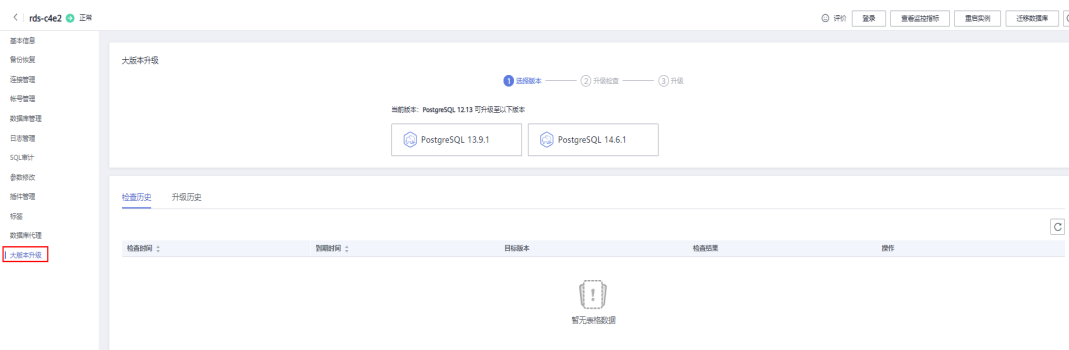 rds-c4e2 正常
评价 登录 查看监控指标 重启实例 迁移数据库
基本信息
备份恢复
连接管理
帐号管理
数据库管理
日志管理
SQL审计
参数修改
插件管理
标签
数据库代理
大版本升级
大版本升级
1 选择版本 2 升级检查 3 升级
当前版本：PostgreSQL 12.13 可升级至以下版本
PostgreSQL 13.9.1 PostgreSQL 14.6.1
检查历史 升级历史
检查时间 到期时间 目标版本 检查结果 操作
暂无表格数据